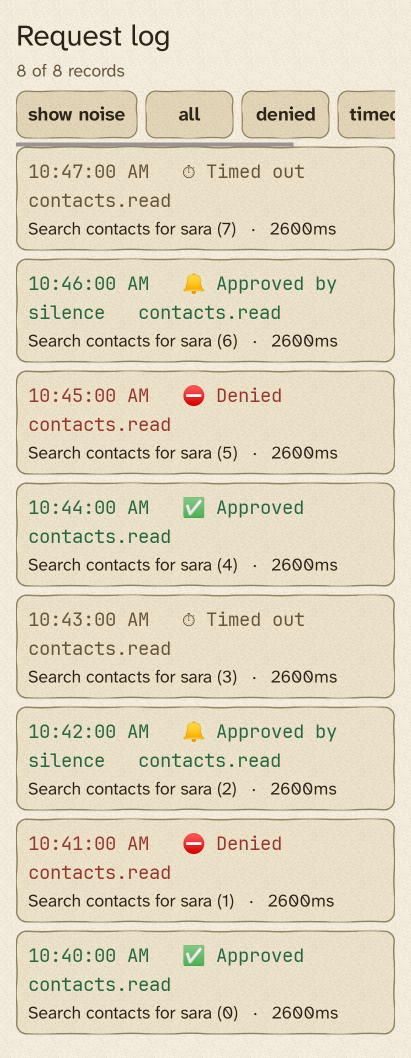 Request log
8 of 8 records
show noise all denied timec
10:47:00 AM ⏱ Timed out
contacts.read
Search contacts for sara (7) · 2600ms
10:46:00 AM 🔔 Approved by
silence contacts.read
Search contacts for sara (6) · 2600ms
10:45:00 AM ⛔ Denied
contacts.read
Search contacts for sara (5) · 2600ms
10:44:00 AM ✅ Approved
contacts.read
Search contacts for sara (4) · 2600ms
10:43:00 AM ⏱ Timed out
contacts.read
Search contacts for sara (3) · 2600ms
10:42:00 AM 🔔 Approved by
silence contacts.read
Search contacts for sara (2) · 2600ms
10:41:00 AM ⛔ Denied
contacts.read
Search contacts for sara (1) · 2600ms
10:40:00 AM ✅ Approved
contacts.read
Search contacts for sara (0) · 2600ms